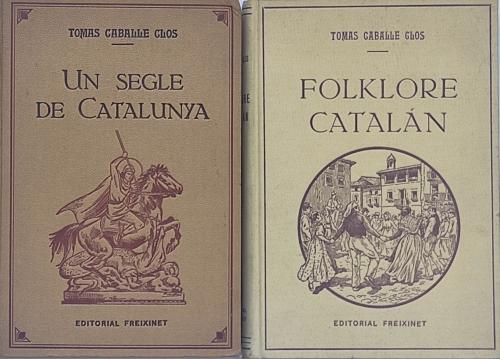 TOMAS CABALLE CLOS
UN SEGLE
DE CATALUNYA
EDITORIAL FREIXINET
TOMAS CABALLE CLOS
FOLKLORE
CATALÁN
EDITORIAL FREIXINET